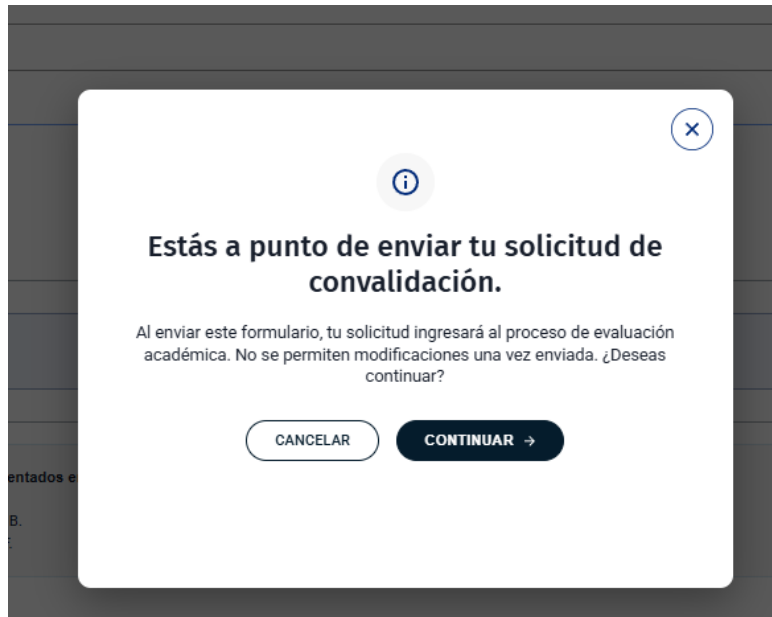 Estás a punto de enviar tu solicitud de
convalidación.
Al enviar este formulario, tu solicitud ingresará al proceso de evaluación
académica. No se permiten modificaciones una vez enviada. ¿Deseas
continuar?
CANCELAR
CONTINUAR →
entados e
B.